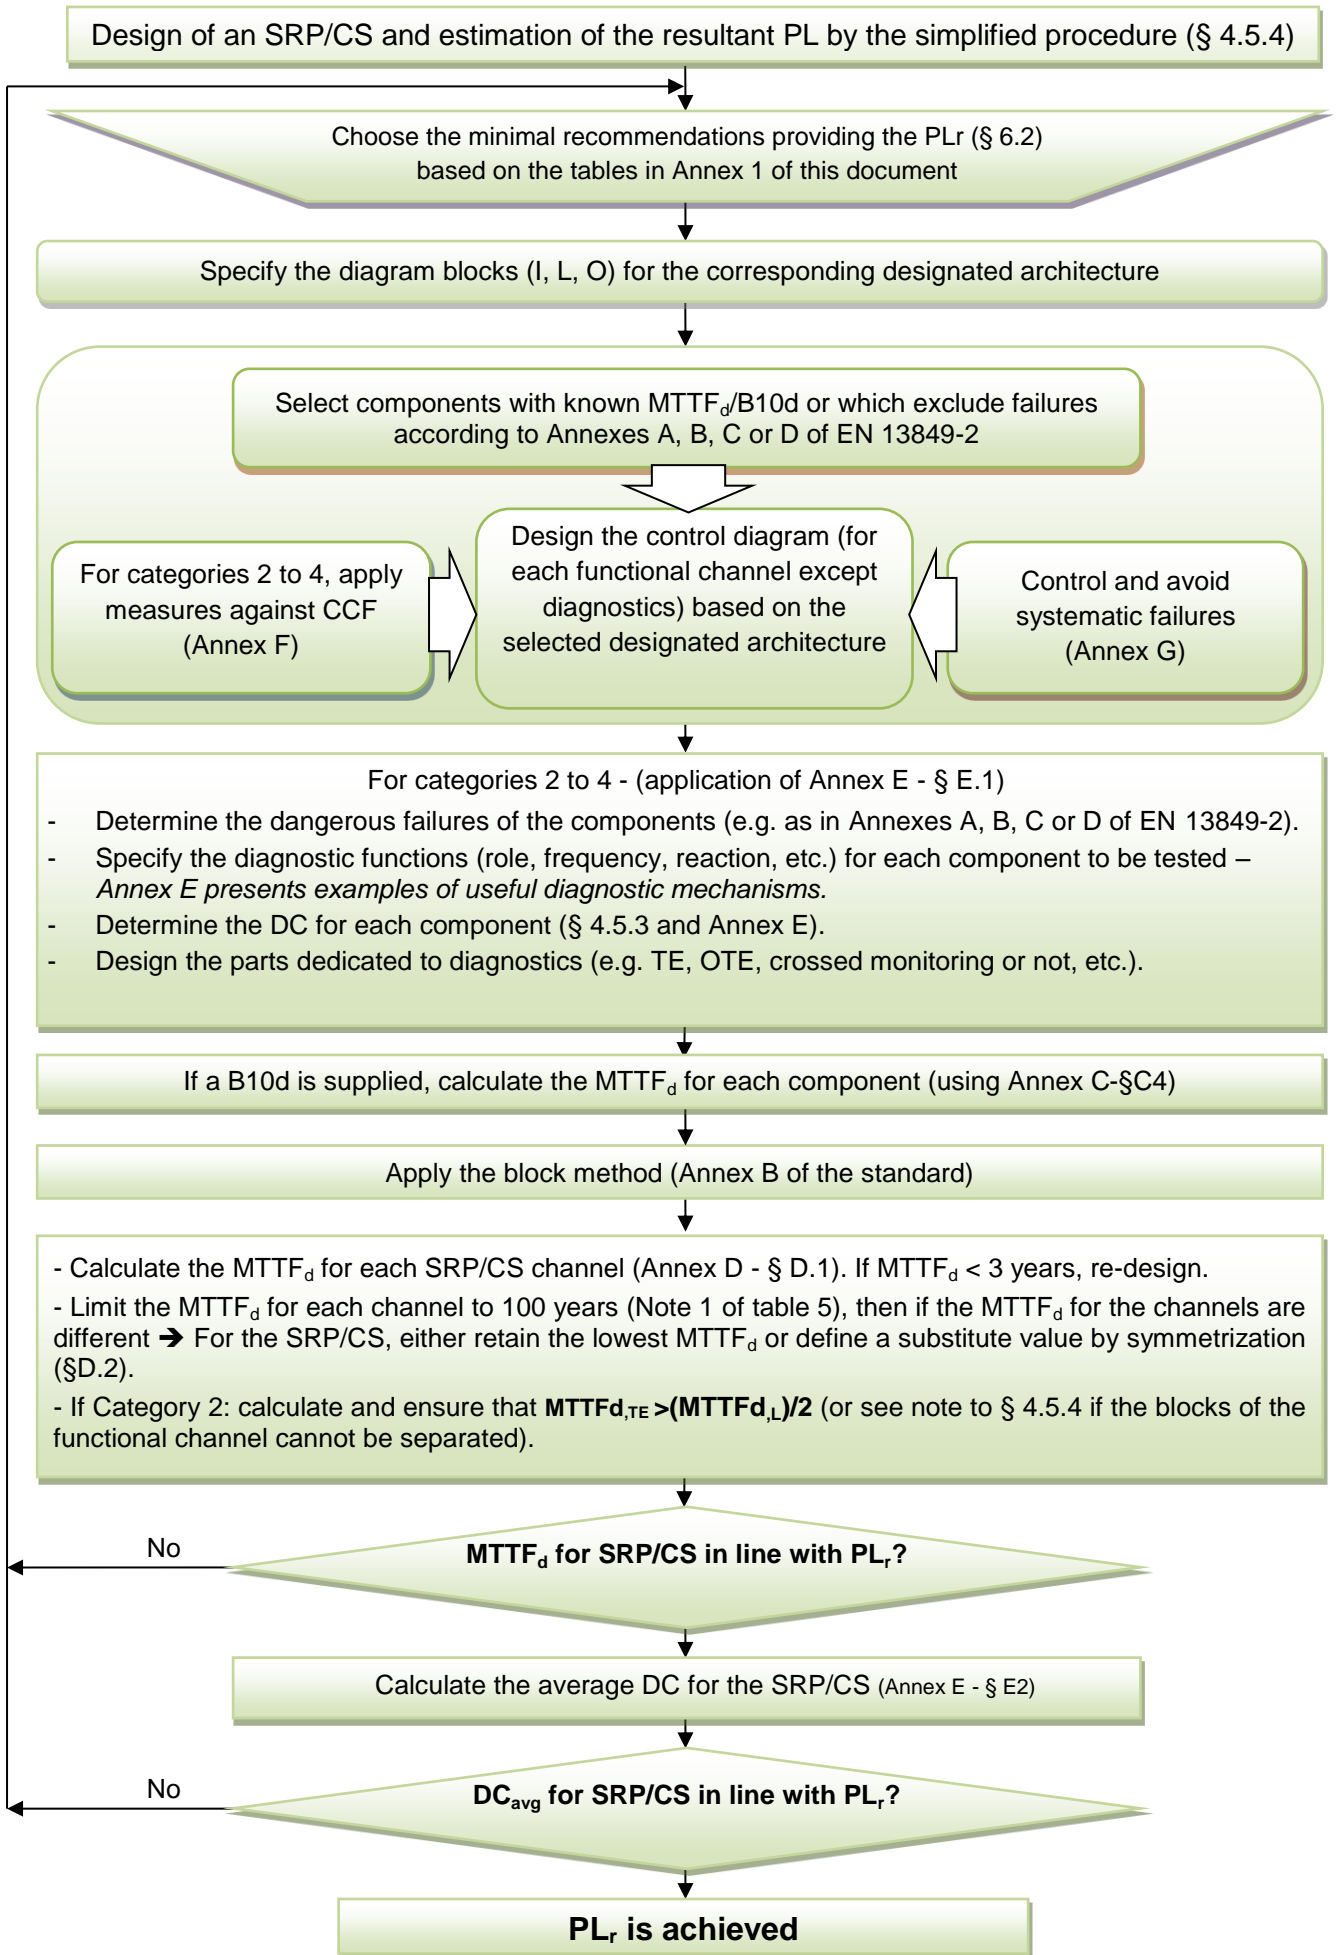 Design of an SRP/CS and estimation of the resultant PL by the simplified procedure (§ 4.5.4)
Choose the minimal recommendations providing the PLr (§ 6.2)
based on the tables in Annex 1 of this document
Specify the diagram blocks (I, L, O) for the corresponding designated architecture
Select components with known MTTFd/B10d or which exclude failures
according to Annexes A, B, C or D of EN 13849-2
For categories 2 to 4, apply
measures against CCF
(Annex F)
Design the control diagram (for
each functional channel except
diagnostics) based on the
selected designated architecture
Control and avoid
systematic failures
(Annex G)
For categories 2 to 4 - (application of Annex E - § E.1)
- Determine the dangerous failures of the components (e.g. as in Annexes A, B, C or D of EN 13849-2).
- Specify the diagnostic functions (role, frequency, reaction, etc.) for each component to be tested –
Annex E presents examples of useful diagnostic mechanisms.
- Determine the DC for each component (§ 4.5.3 and Annex E).
- Design the parts dedicated to diagnostics (e.g. TE, OTE, crossed monitoring or not, etc.).
If a B10d is supplied, calculate the MTTFd for each component (using Annex C-§C4)
Apply the block method (Annex B of the standard)
- Calculate the MTTFd for each SRP/CS channel (Annex D - § D.1). If MTTFd < 3 years, re-design.
- Limit the MTTFd for each channel to 100 years (Note 1 of table 5), then if the MTTFd for the channels are
different ➔ For the SRP/CS, either retain the lowest MTTFd or define a substitute value by symmetrization
(§D.2).
- If Category 2: calculate and ensure that MTTFd,TE >(MTTFd,L)/2 (or see note to § 4.5.4 if the blocks of the
functional channel cannot be separated).
No
MTTFd for SRP/CS in line with PLr?
Calculate the average DC for the SRP/CS (Annex E - § E2)
No
DCavg for SRP/CS in line with PLr?
PLr is achieved